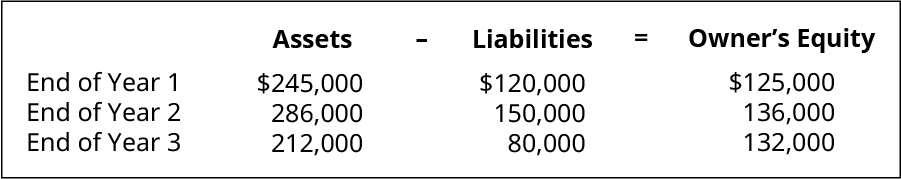 Assets – Liabilities = Owner’s Equity
End of Year 1 $245,000 $120,000 $125,000
End of Year 2 286,000 150,000 136,000
End of Year 3 212,000 80,000 132,000